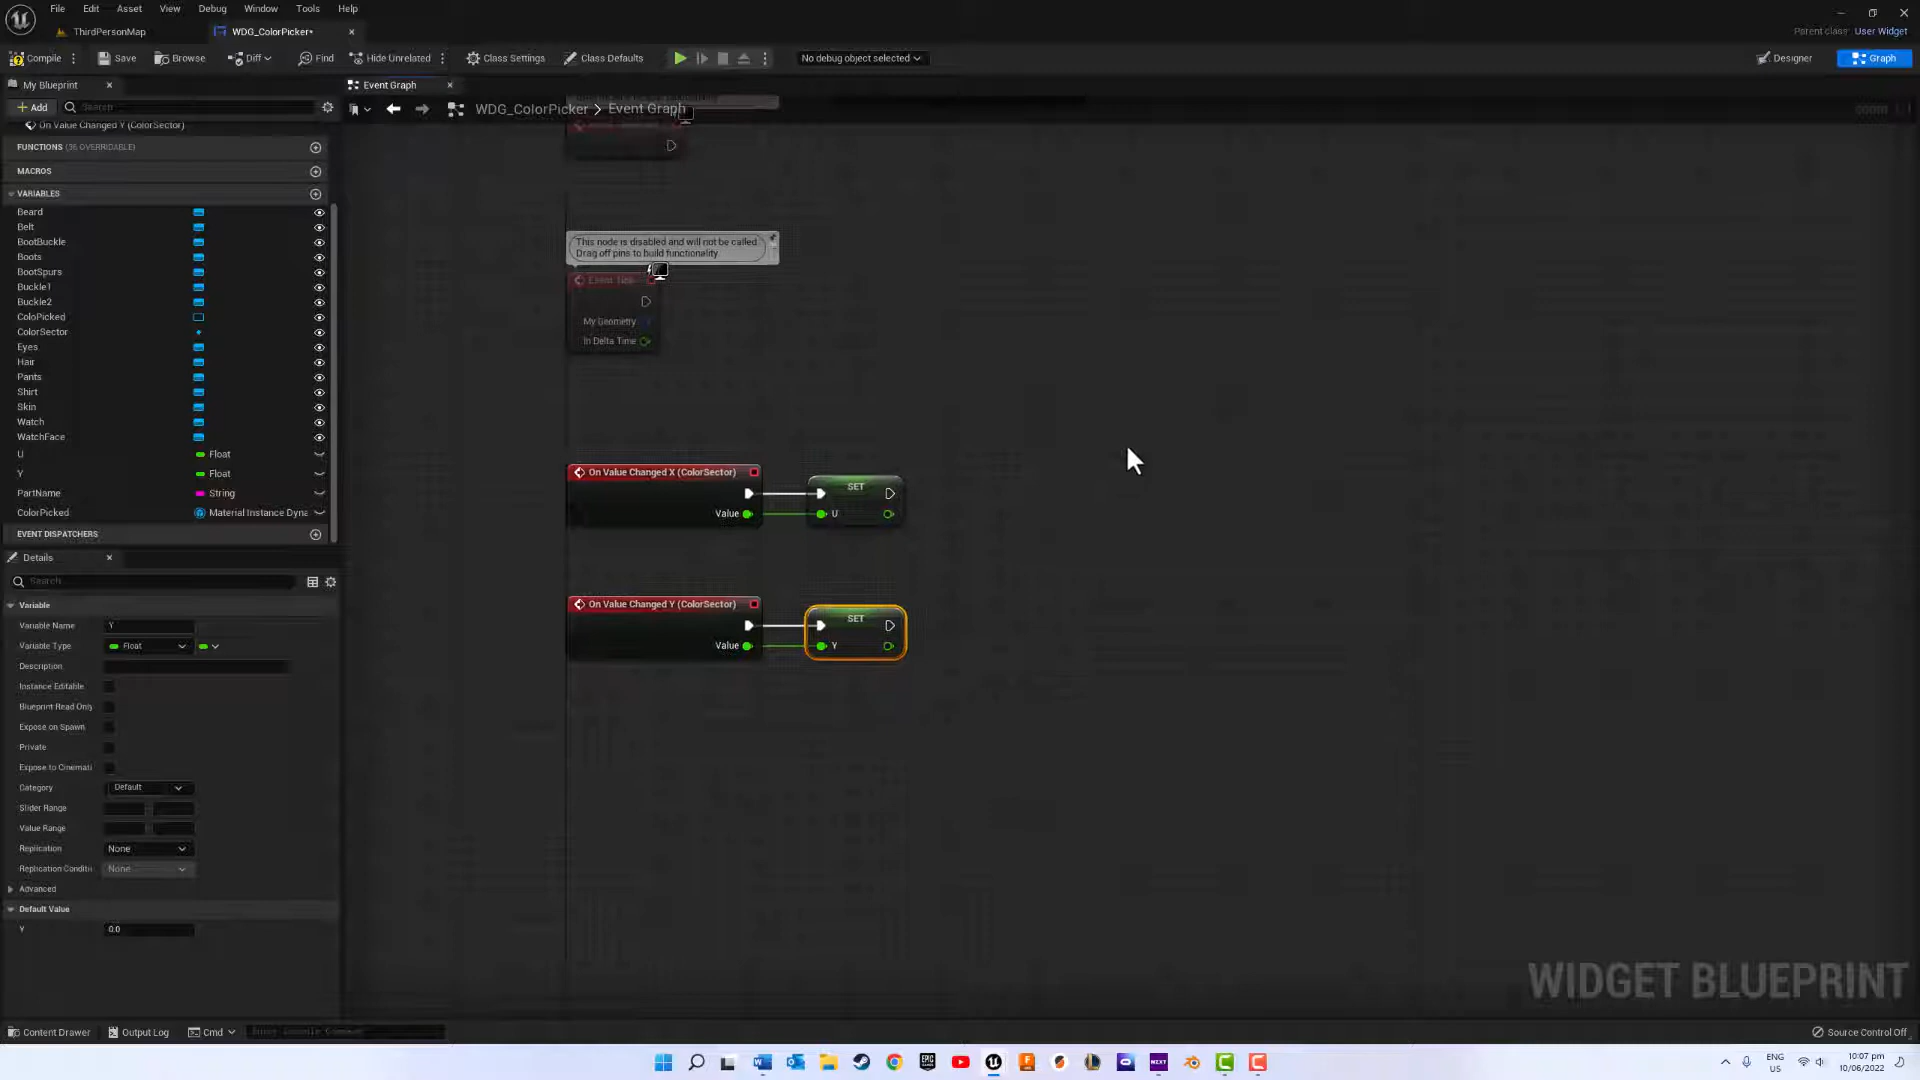 File Edit Asset View Debug Window Tools Help
ThirdPersonMap WDG_ColorPicker*
Parent class: User Widget
Compile Save Browse Diff Find Hide Unrelated Class Settings Class Defaults No debug object selected Designer Graph
My Blueprint Event Graph
Add Search WDG_ColorPicker > Event Graph
On Value Changed Y (ColorSector)
FUNCTIONS (36 OVERRIDABLE)
MACROS
VARIABLES
Beard
Belt
BootBuckle
Boots
BootSpurs
Buckle1
Buckle2
ColoPicked
ColorSector
Eyes
Hair
Pants
Shirt
Skin
Watch
WatchFace
U Float
Y Float
PartName String
ColorPicked Material Instance Dyna
EVENT DISPATCHERS
Details
Search
Variable
Variable Name Y
Variable Type Float
Description
Instance Editable
Blueprint Read Only
Expose on Spawn
Private
Expose to Cinemati
Category Default
Slider Range
Value Range
Replication None
Replication Conditi None
Advanced
Default Value
Y 0.0
This node is disabled and will not be called.
Drag off pins to build functionality.
Event Tick
My Geometry
In Delta Time
On Value Changed X (ColorSector)
Value
SET
U
On Value Changed Y (ColorSector)
Value
SET
Y
WIDGET BLUEPRINT
Content Drawer Output Log Cmd Enter Console Command Source Control Off
ENG
US
10:07 pm
10/06/2022